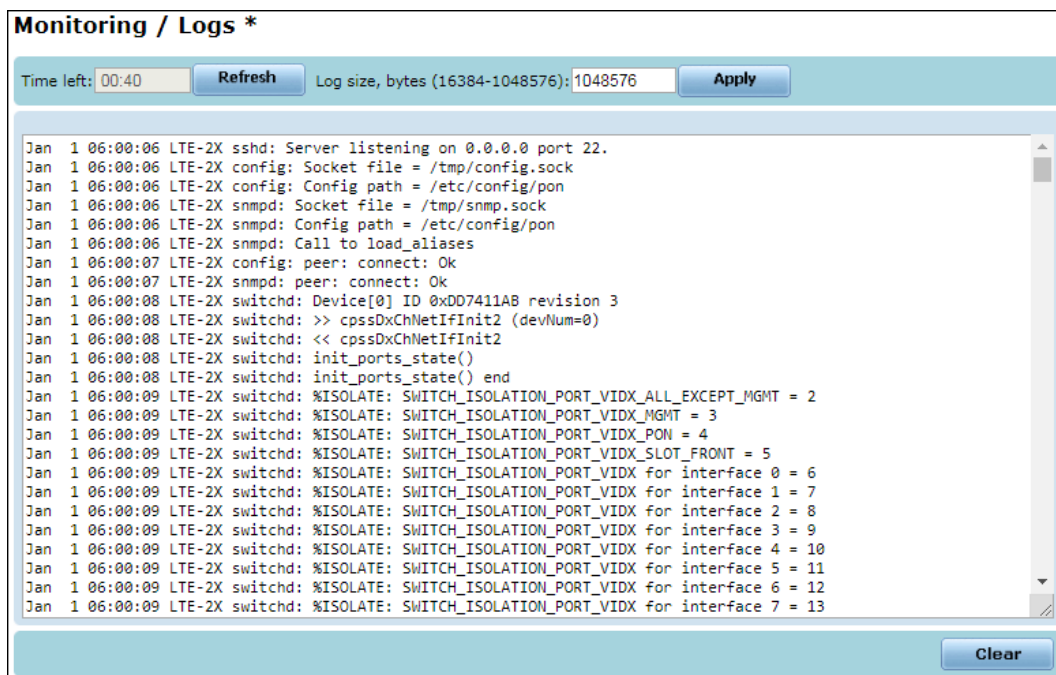 Monitoring / Logs *
Time left: 00:40 Refresh Log size, bytes (16384-1048576): 1048576 Apply
Jan  1 06:00:06 LTE-2X sshd: Server listening on 0.0.0.0 port 22.
Jan  1 06:00:06 LTE-2X config: Socket file = /tmp/config.sock
Jan  1 06:00:06 LTE-2X config: Config path = /etc/config/pon
Jan  1 06:00:06 LTE-2X snmpd: Socket file = /tmp/snmp.sock
Jan  1 06:00:06 LTE-2X snmpd: Config path = /etc/config/pon
Jan  1 06:00:06 LTE-2X snmpd: Call to load_aliases
Jan  1 06:00:07 LTE-2X config: peer: connect: Ok
Jan  1 06:00:07 LTE-2X snmpd: peer: connect: Ok
Jan  1 06:00:08 LTE-2X switchd: Device[0] ID 0xDD7411AB revision 3
Jan  1 06:00:08 LTE-2X switchd: >> cpssDxChNetIfInit2 (devNum=0)
Jan  1 06:00:08 LTE-2X switchd: << cpssDxChNetIfInit2
Jan  1 06:00:08 LTE-2X switchd: init_ports_state()
Jan  1 06:00:08 LTE-2X switchd: init_ports_state() end
Jan  1 06:00:09 LTE-2X switchd: %ISOLATE: SWITCH_ISOLATION_PORT_VIDX_ALL_EXCEPT_MGMT = 2
Jan  1 06:00:09 LTE-2X switchd: %ISOLATE: SWITCH_ISOLATION_PORT_VIDX_MGMT = 3
Jan  1 06:00:09 LTE-2X switchd: %ISOLATE: SWITCH_ISOLATION_PORT_VIDX_PON = 4
Jan  1 06:00:09 LTE-2X switchd: %ISOLATE: SWITCH_ISOLATION_PORT_VIDX_SLOT_FRONT = 5
Jan  1 06:00:09 LTE-2X switchd: %ISOLATE: SWITCH_ISOLATION_PORT_VIDX for interface 0 = 6
Jan  1 06:00:09 LTE-2X switchd: %ISOLATE: SWITCH_ISOLATION_PORT_VIDX for interface 1 = 7
Jan  1 06:00:09 LTE-2X switchd: %ISOLATE: SWITCH_ISOLATION_PORT_VIDX for interface 2 = 8
Jan  1 06:00:09 LTE-2X switchd: %ISOLATE: SWITCH_ISOLATION_PORT_VIDX for interface 3 = 9
Jan  1 06:00:09 LTE-2X switchd: %ISOLATE: SWITCH_ISOLATION_PORT_VIDX for interface 4 = 10
Jan  1 06:00:09 LTE-2X switchd: %ISOLATE: SWITCH_ISOLATION_PORT_VIDX for interface 5 = 11
Jan  1 06:00:09 LTE-2X switchd: %ISOLATE: SWITCH_ISOLATION_PORT_VIDX for interface 6 = 12
Jan  1 06:00:09 LTE-2X switchd: %ISOLATE: SWITCH_ISOLATION_PORT_VIDX for interface 7 = 13
Clear